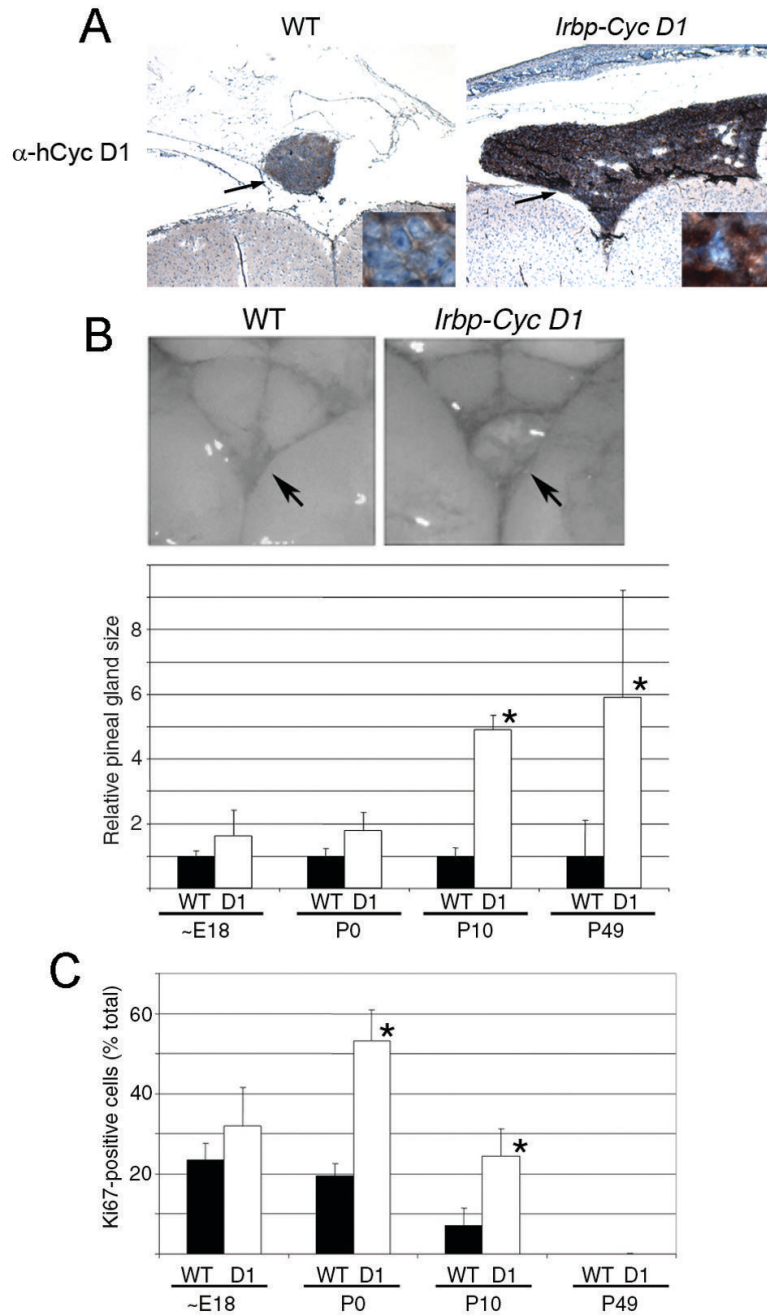 A
WT
Irbp-Cyc D1
α-hCyc D1
B
WT
Irbp-Cyc D1
Relative pineal gland size
8
6
4
2
*
*
WT D1
WT D1
WT D1
WT D1
~E18
P0
P10
P49
C
Ki67-positive cells (% total)
60
40
20
*
*
WT D1
WT D1
WT D1
WT D1
~E18
P0
P10
P49